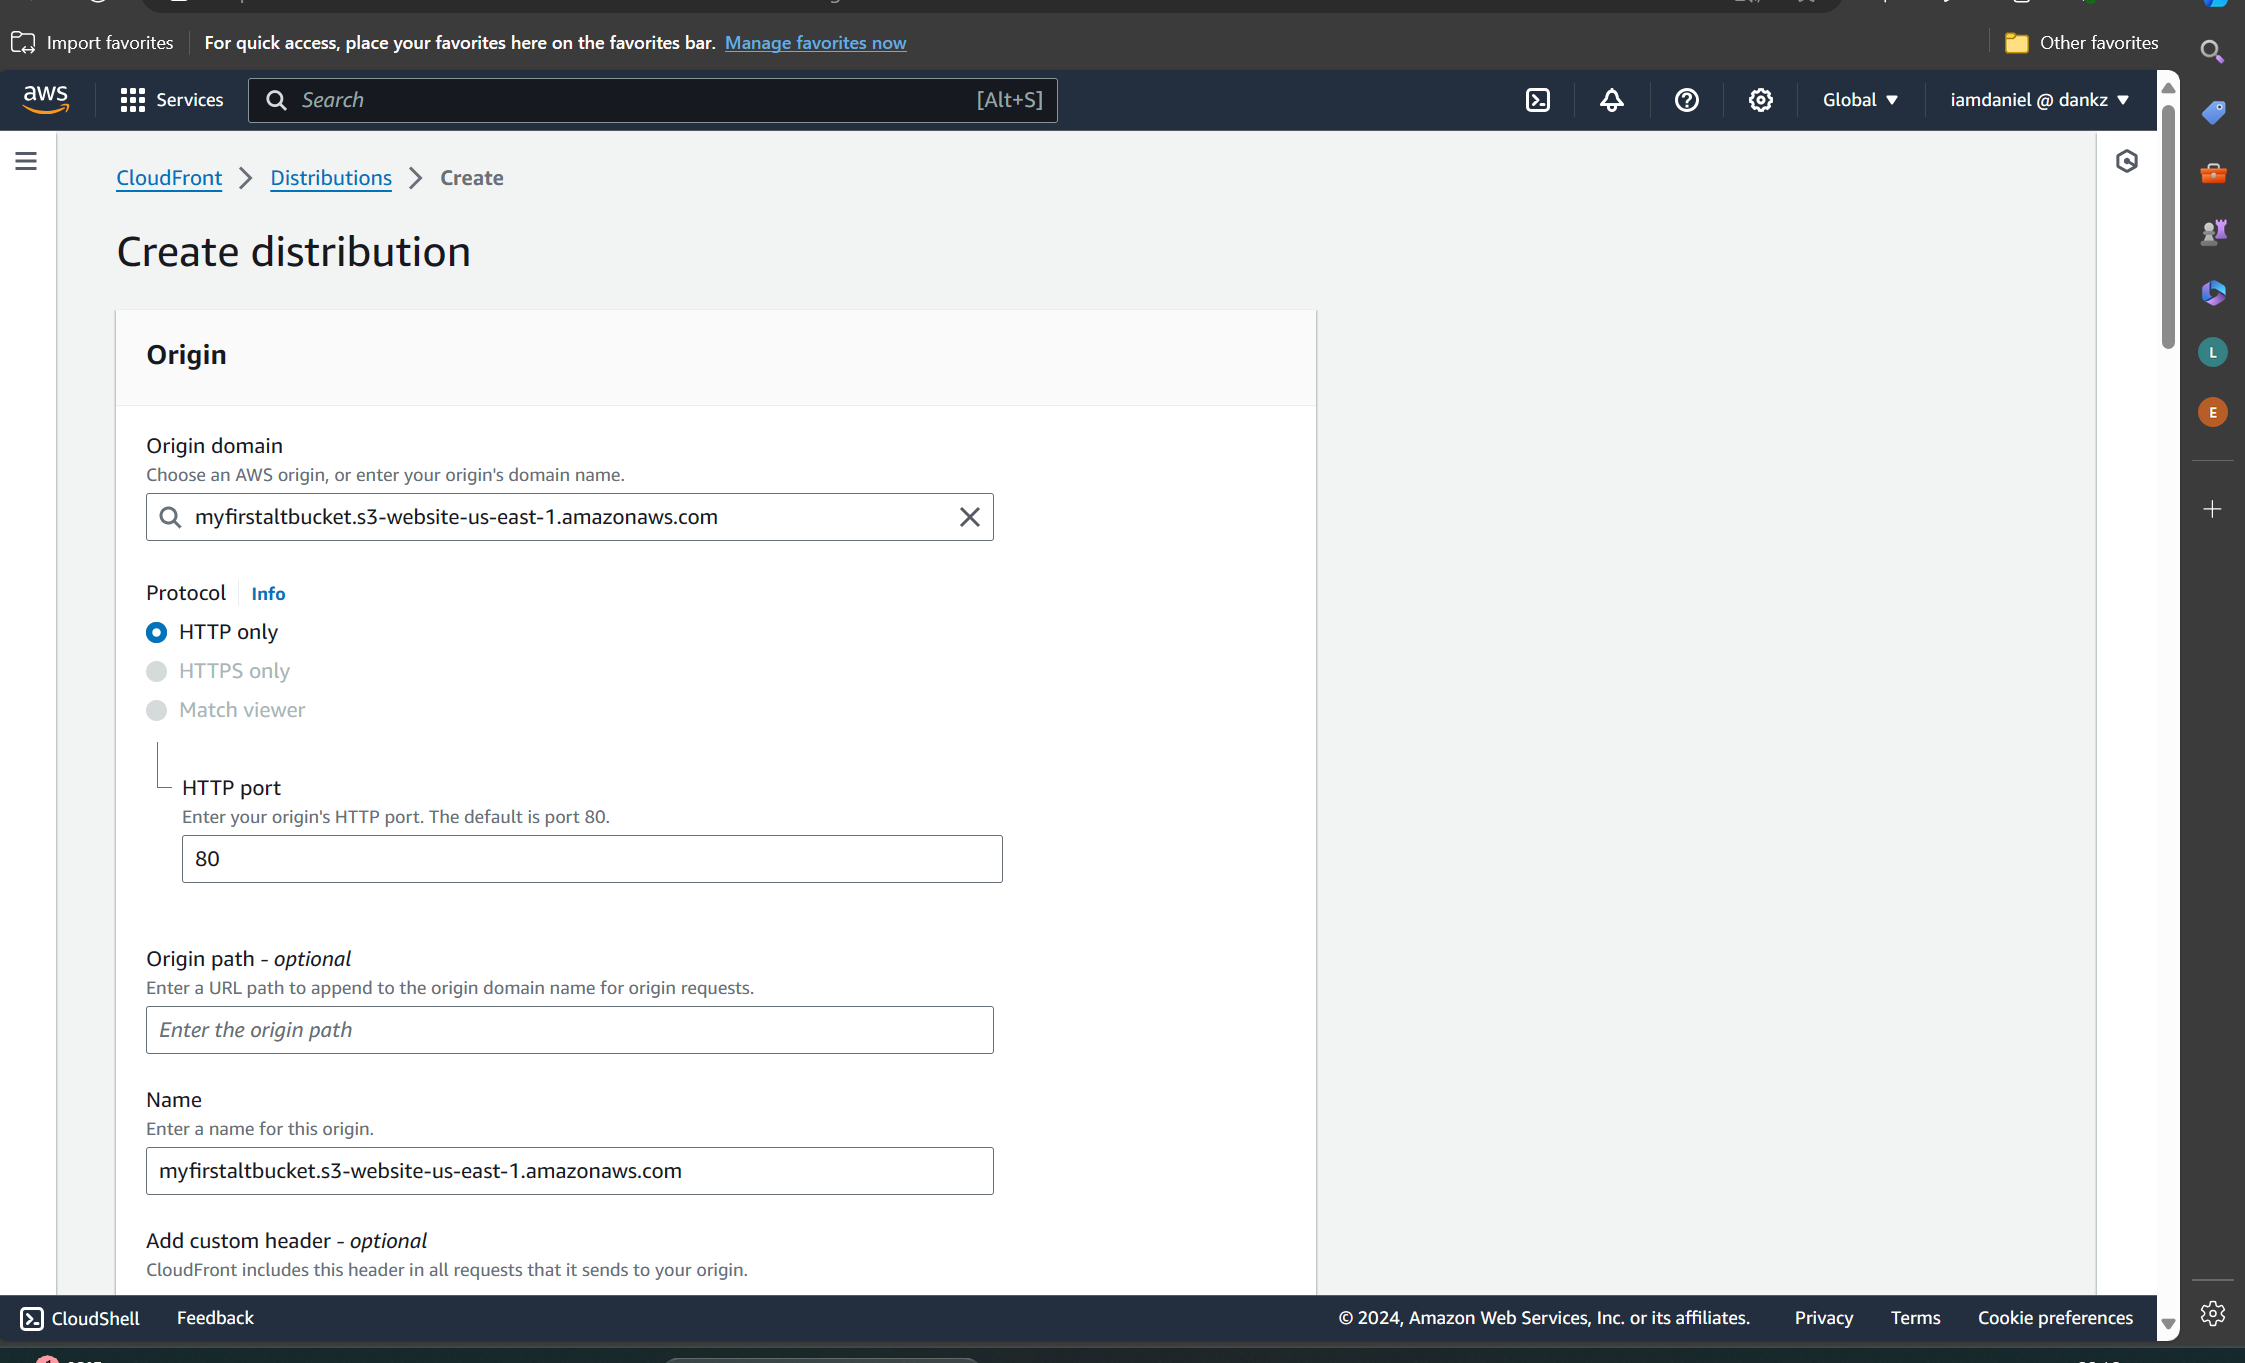 Import favorites
For quick access, place your favorites here on the favorites bar. Manage favorites now
Other favorites
aws
Services
Search
[Alt+S]
Global
iamdaniel @ dankz
CloudFront
Distributions
Create
Create distribution
Origin
Origin domain
Choose an AWS origin, or enter your origin's domain name.
myfirstaltbucket.s3-website-us-east-1.amazonaws.com
Protocol
Info
HTTP only
HTTPS only
Match viewer
HTTP port
Enter your origin's HTTP port. The default is port 80.
80
Origin path - optional
Enter a URL path to append to the origin domain name for origin requests.
Enter the origin path
Name
Enter a name for this origin.
myfirstaltbucket.s3-website-us-east-1.amazonaws.com
Add custom header - optional
CloudFront includes this header in all requests that it sends to your origin.
L
E
CloudShell
Feedback
© 2024, Amazon Web Services, Inc. or its affiliates.
Privacy
Terms
Cookie preferences